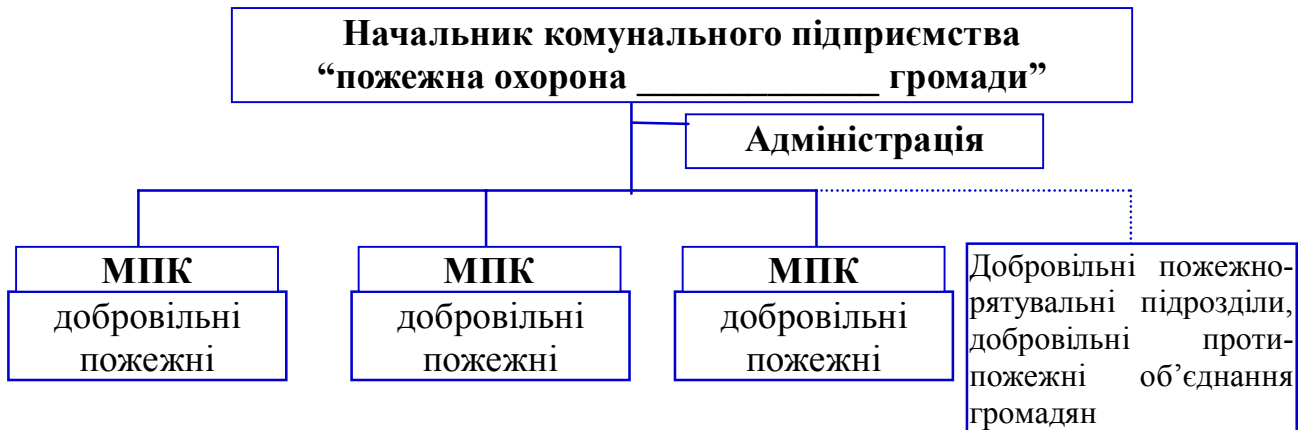 Начальник комунального підприємства
“пожежна охорона _____________ громади”
Адміністрація
МПК
добровільні
пожежні
МПК
добровільні
пожежні
МПК
добровільні
пожежні
Добровільні пожежно-
рятувальні підрозділи,
добровільні проти-
пожежні об’єднання
громадян